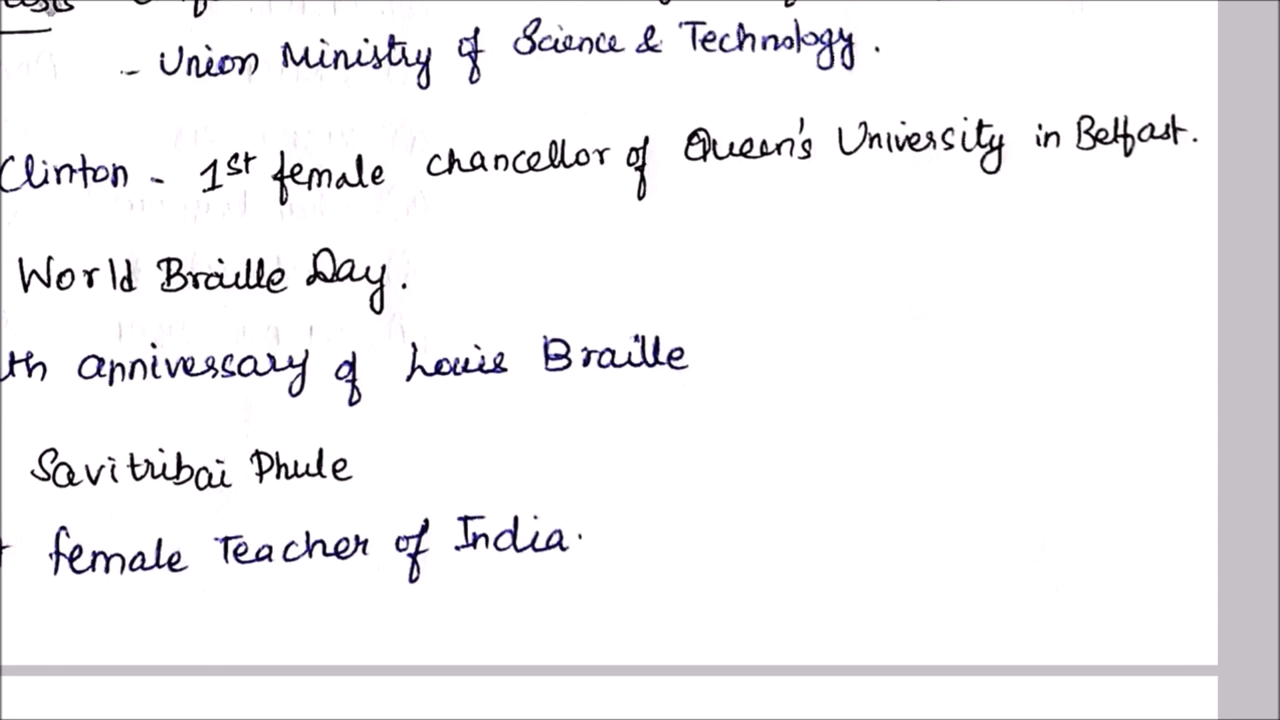 - Union Ministry of Science & Technology.
Clinton - 1st female chancellor of Queen's University in Belfast.
World Braille Day.
th anniversary of Louis Braille
Savitribai Phule
female Teacher of India.